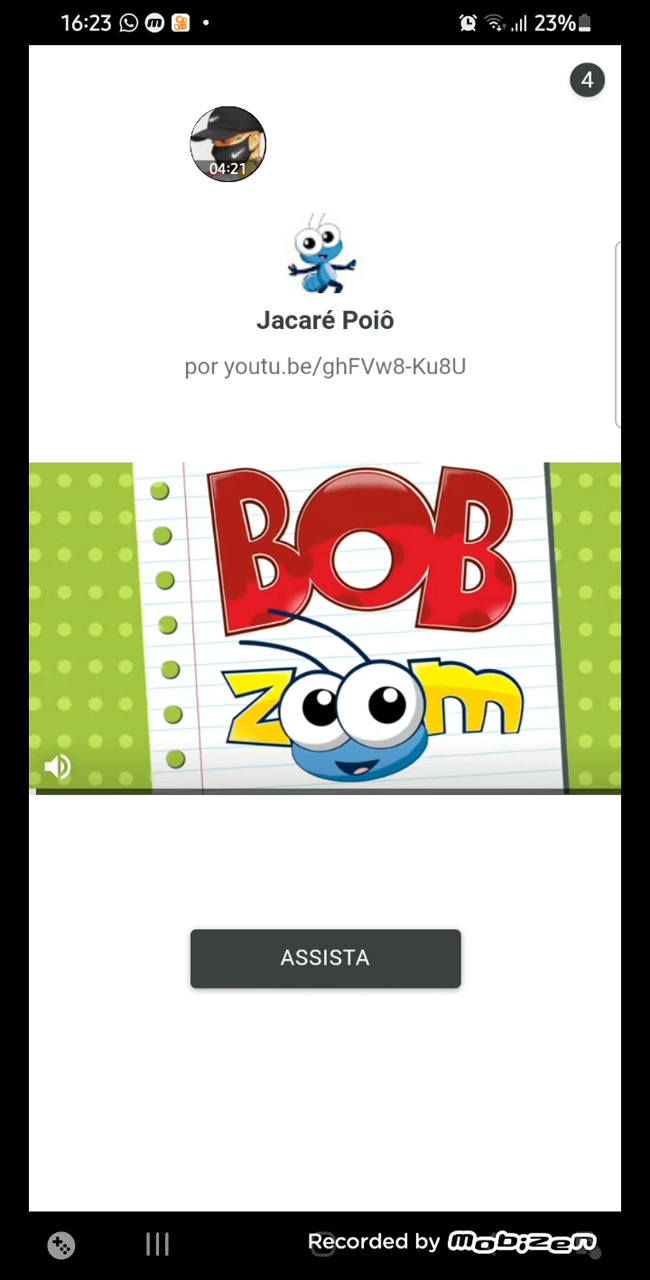 16:23
23%
4
04:21
Jacaré Poiô
por youtu.be/ghFVw8-Ku8U
BOB
zoom
ASSISTA
Recorded by Mobizen